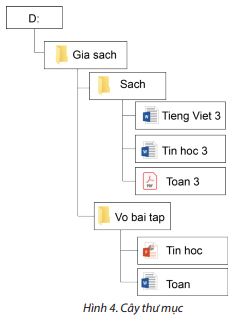 D:
Gia sach
Sach
Tieng Viet 3
Tin hoc 3
Toan 3
Vo bai tap
Tin hoc
Toan
Hình 4. Cây thư mục